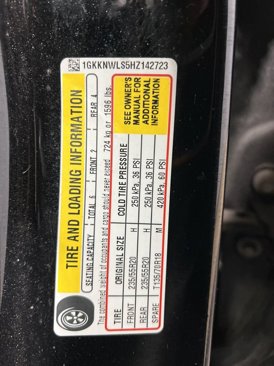 1GKKNWLS5HZ142723
TIRE AND LOADING INFORMATION
SEATING CAPACITY TOTAL 6 FRONT 2 REAR 4
The combined weight of occupants and cargo should never exceed 724 kg or 1596 lbs.
TIRE ORIGINAL SIZE COLD TIRE PRESSURE
FRONT 235/55R20 H 250 kPa, 36 PSI
REAR 235/55R20 H 250 kPa, 36 PSI
SPARE T135/70R18 M 420 kPa, 60 PSI
SEE OWNER'S
MANUAL FOR
ADDITIONAL
INFORMATION